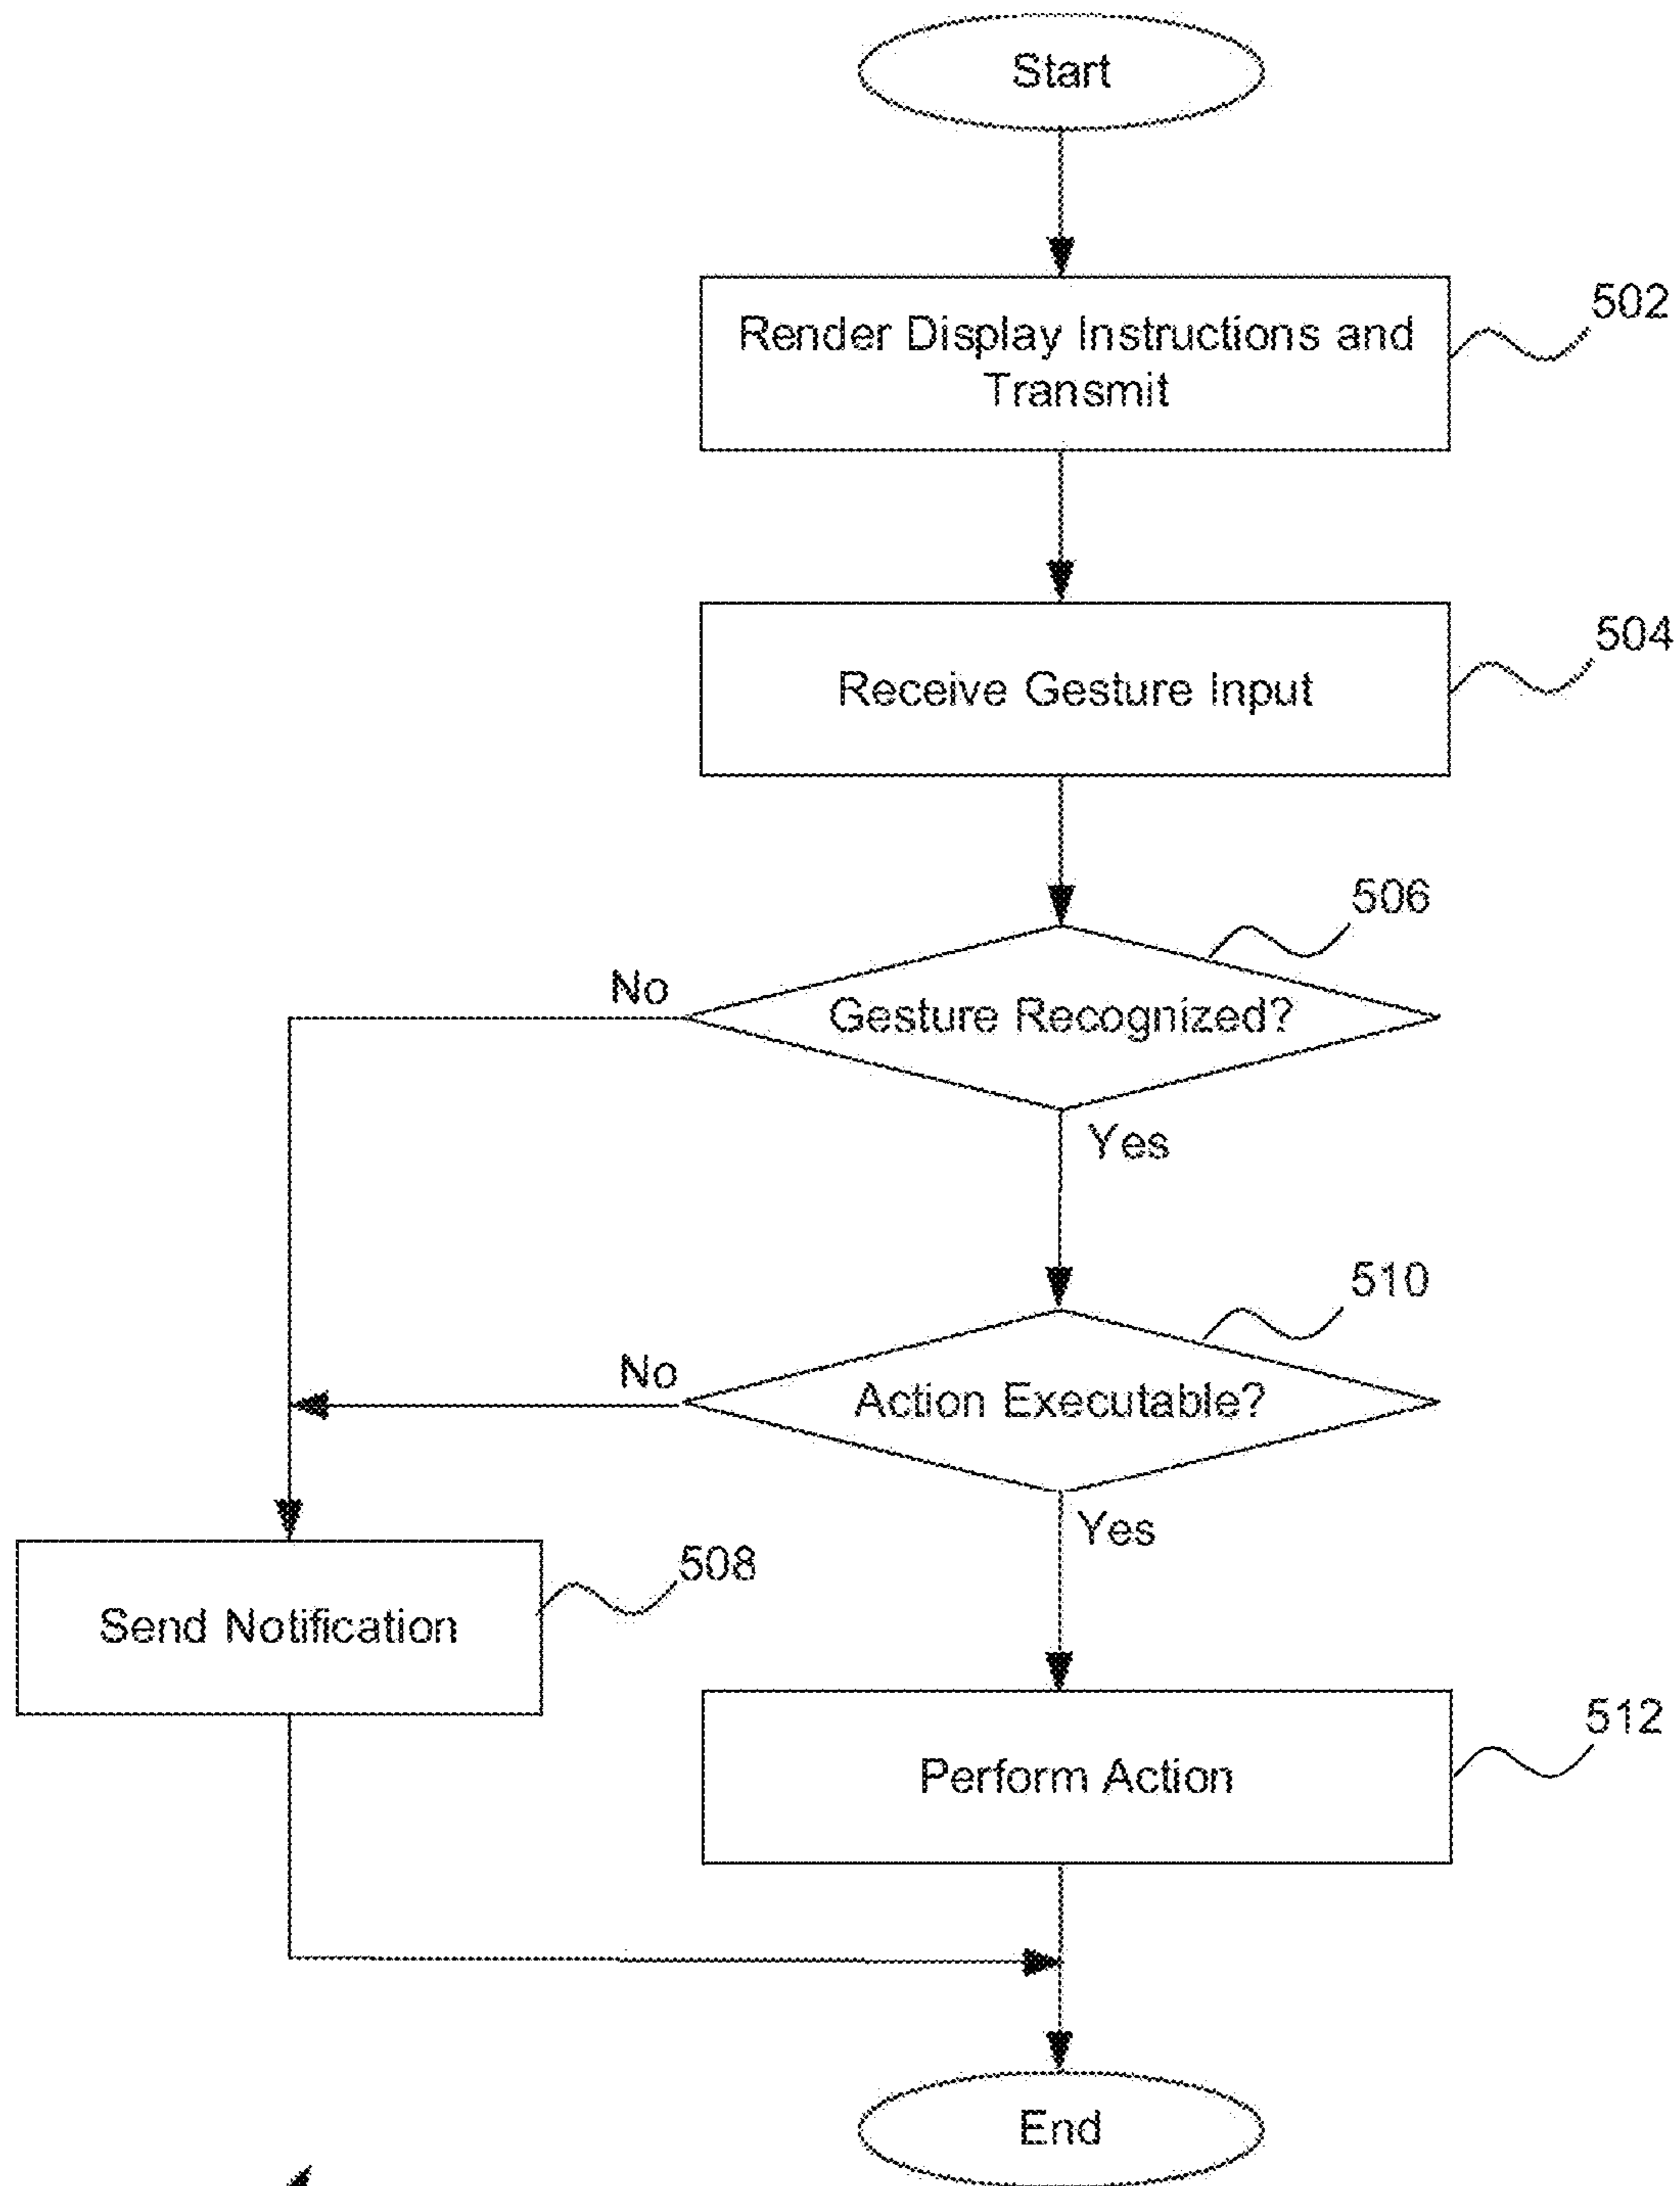 Start
Render Display Instructions and
Transmit
502
Receive Gesture Input
504
506
No
Gesture Recognized?
Yes
510
No
Action Executable?
Yes
508
Send Notification
512
Perform Action
End